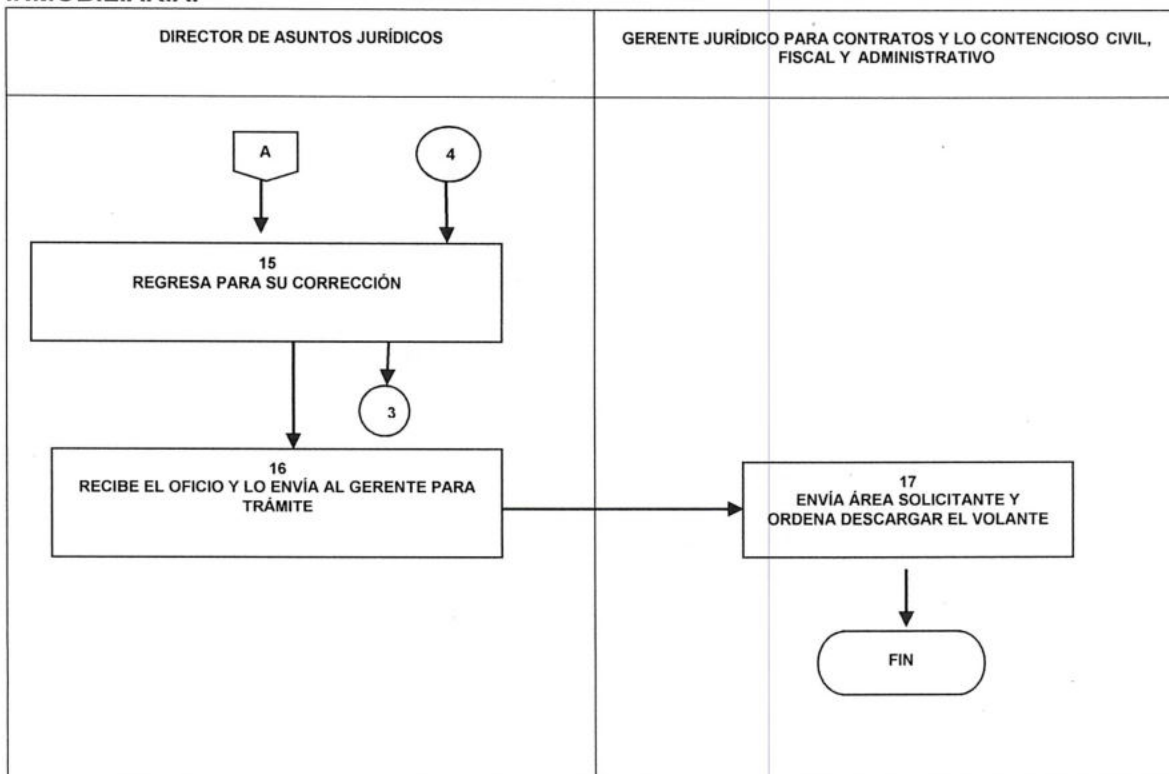 DIRECTOR DE ASUNTOS JURÍDICOS
GERENTE JURÍDICO PARA CONTRATOS Y LO CONTENCIOSO CIVIL,
FISCAL Y ADMINISTRATIVO
A
4
15
REGRESA PARA SU CORRECCIÓN
3
16
RECIBE EL OFICIO Y LO ENVÍA AL GERENTE PARA
TRÁMITE
17
ENVÍA ÁREA SOLICITANTE Y
ORDENA DESCARGAR EL VOLANTE
FIN